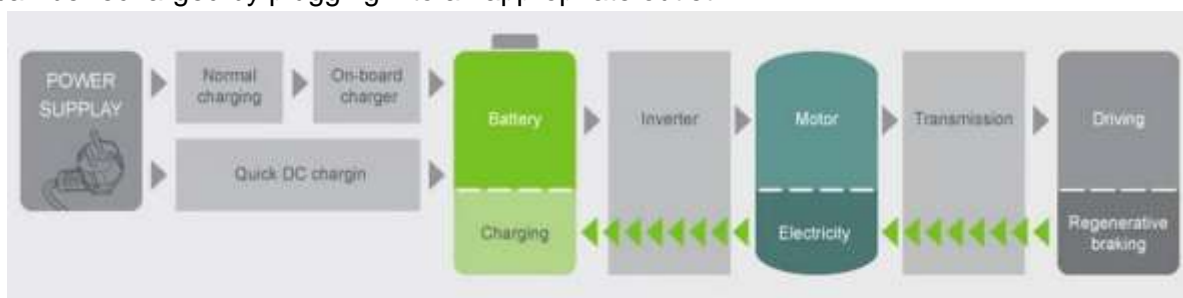 POWER
SUPPLAY
Normal
charging
On-board
charger
Quick DC chargin
Battery
Charging
Inverter
Motor
Electricity
Transmission
Driving
Regenerative
braking